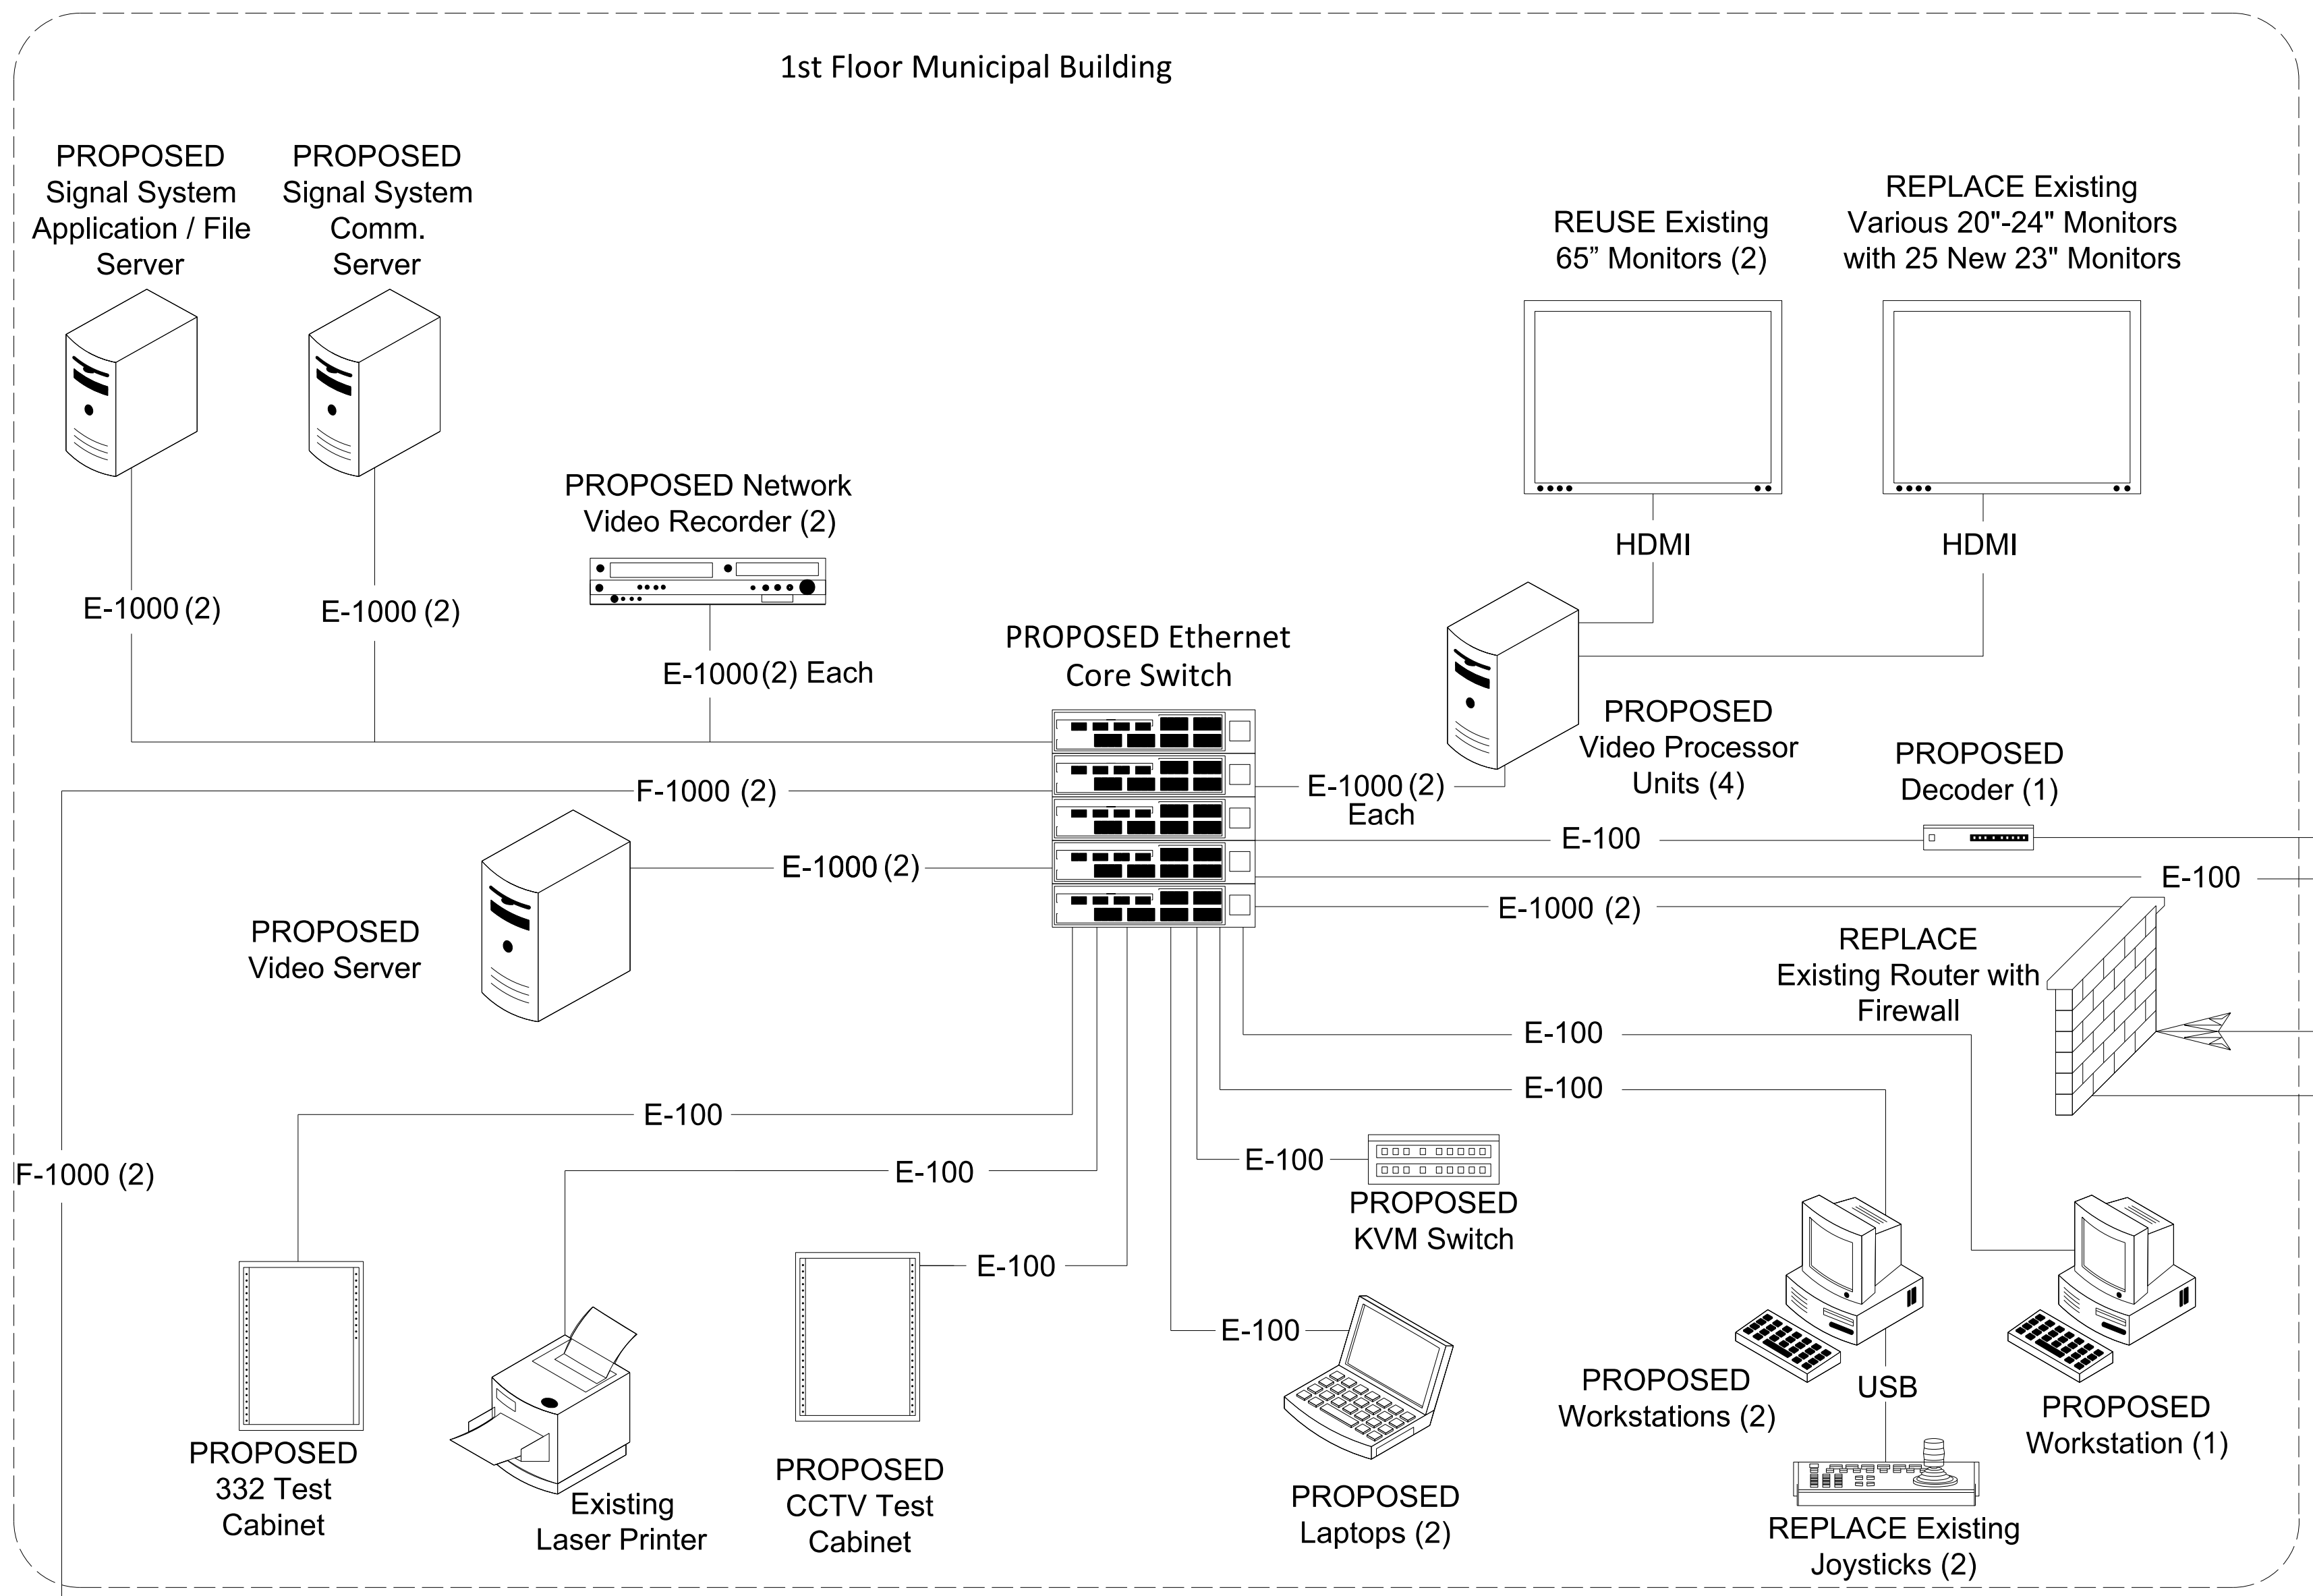 1st Floor Municipal Building
PROPOSED
Signal System
Application / File
Server
PROPOSED
Signal System
Comm.
Server
REUSE Existing
65” Monitors (2)
REPLACE Existing
Various 20"-24" Monitors
with 25 New 23" Monitors
PROPOSED Network
Video Recorder (2)
HDMI
HDMI
E-1000 (2)
E-1000 (2)
E-1000 (2) Each
PROPOSED Ethernet
Core Switch
PROPOSED
Video Processor
Units (4)
PROPOSED
Decoder (1)
F-1000 (2)
E-1000 (2)
Each
E-100
E-1000 (2)
E-100
E-1000 (2)
PROPOSED
Video Server
REPLACE
Existing Router with
Firewall
E-100
E-100
E-100
F-1000 (2)
E-100
E-100
PROPOSED
KVM Switch
E-100
E-100
PROPOSED
Workstations (2)
USB
PROPOSED
Workstation (1)
PROPOSED
332 Test
Cabinet
Existing
Laser Printer
PROPOSED
CCTV Test
Cabinet
PROPOSED
Laptops (2)
REPLACE Existing
Joysticks (2)